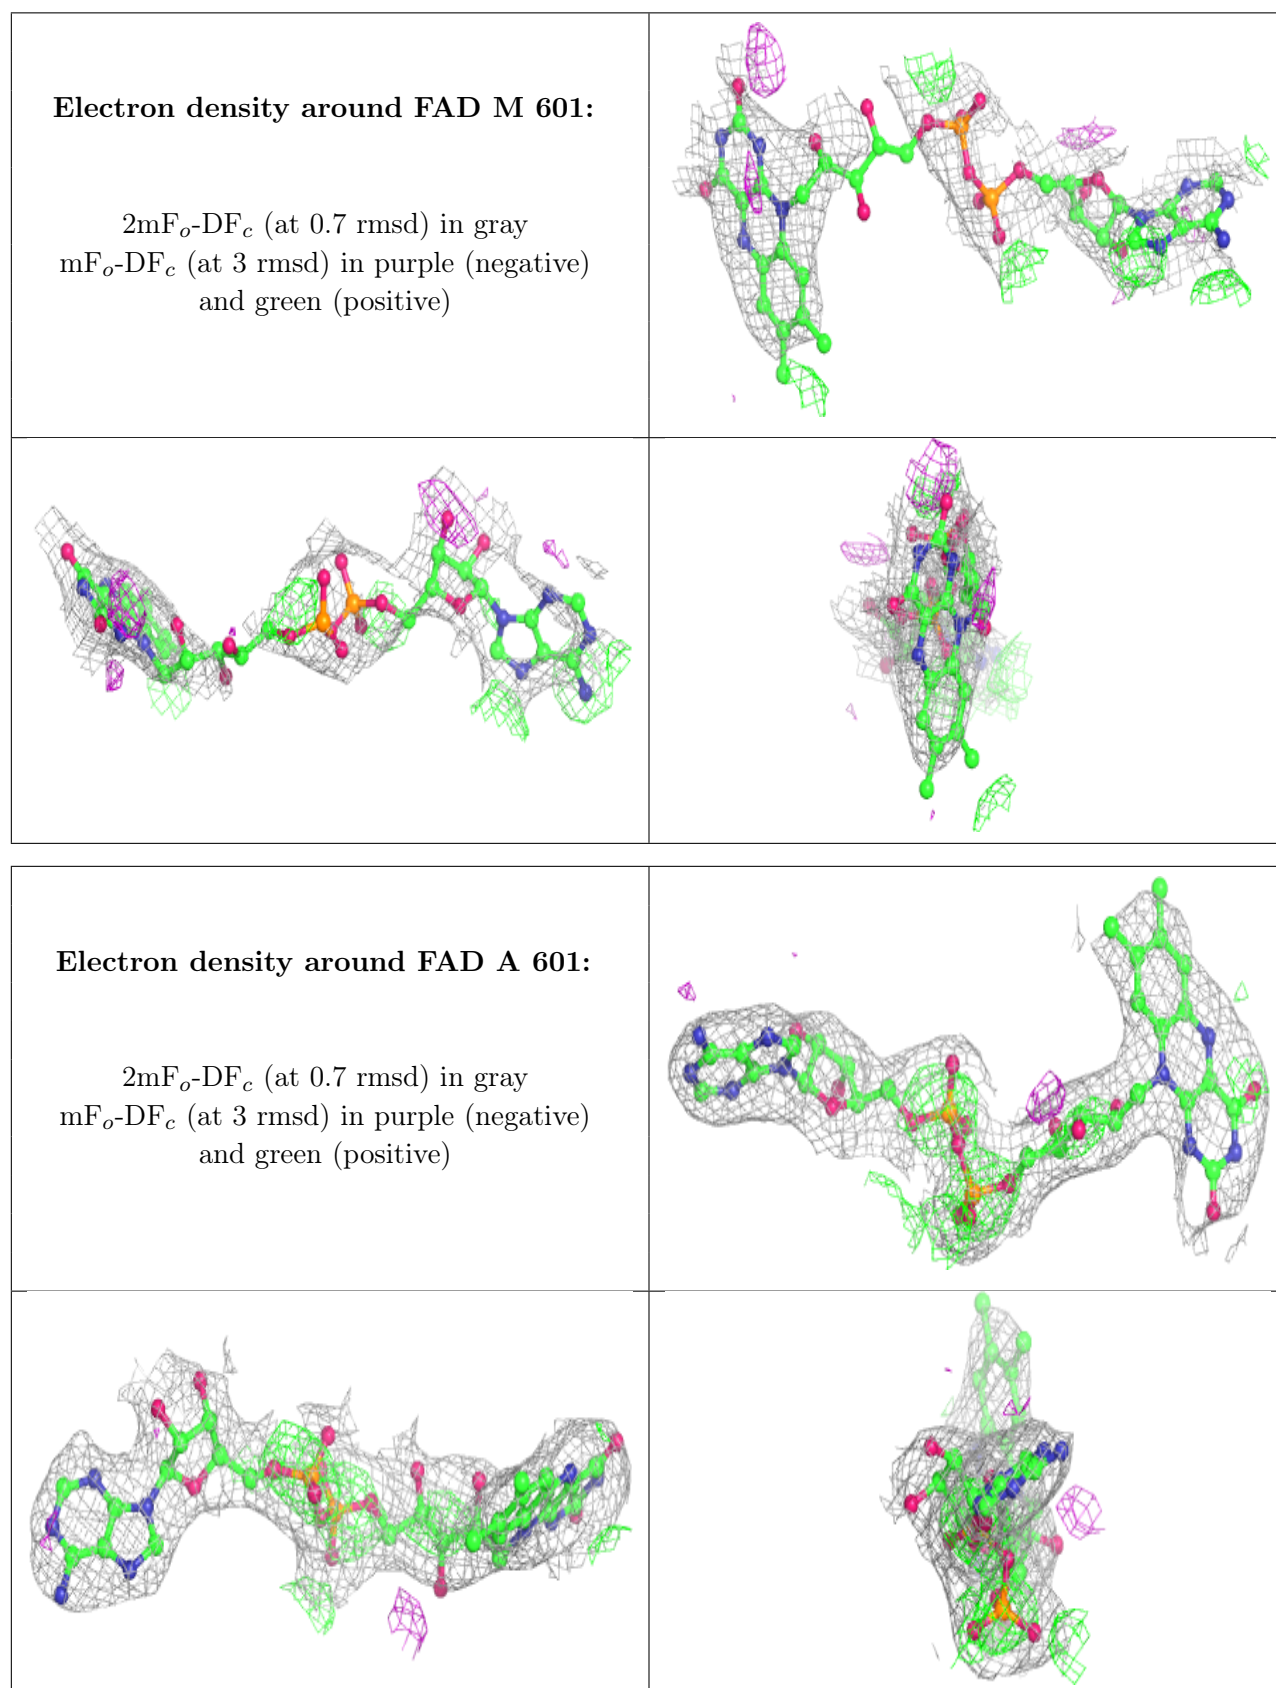 Electron density around FAD M 601:
2mFo-DFc (at 0.7 rmsd) in gray
mFo-DFc (at 3 rmsd) in purple (negative)
and green (positive)
Electron density around FAD A 601:
2mFo-DFc (at 0.7 rmsd) in gray
mFo-DFc (at 3 rmsd) in purple (negative)
and green (positive)